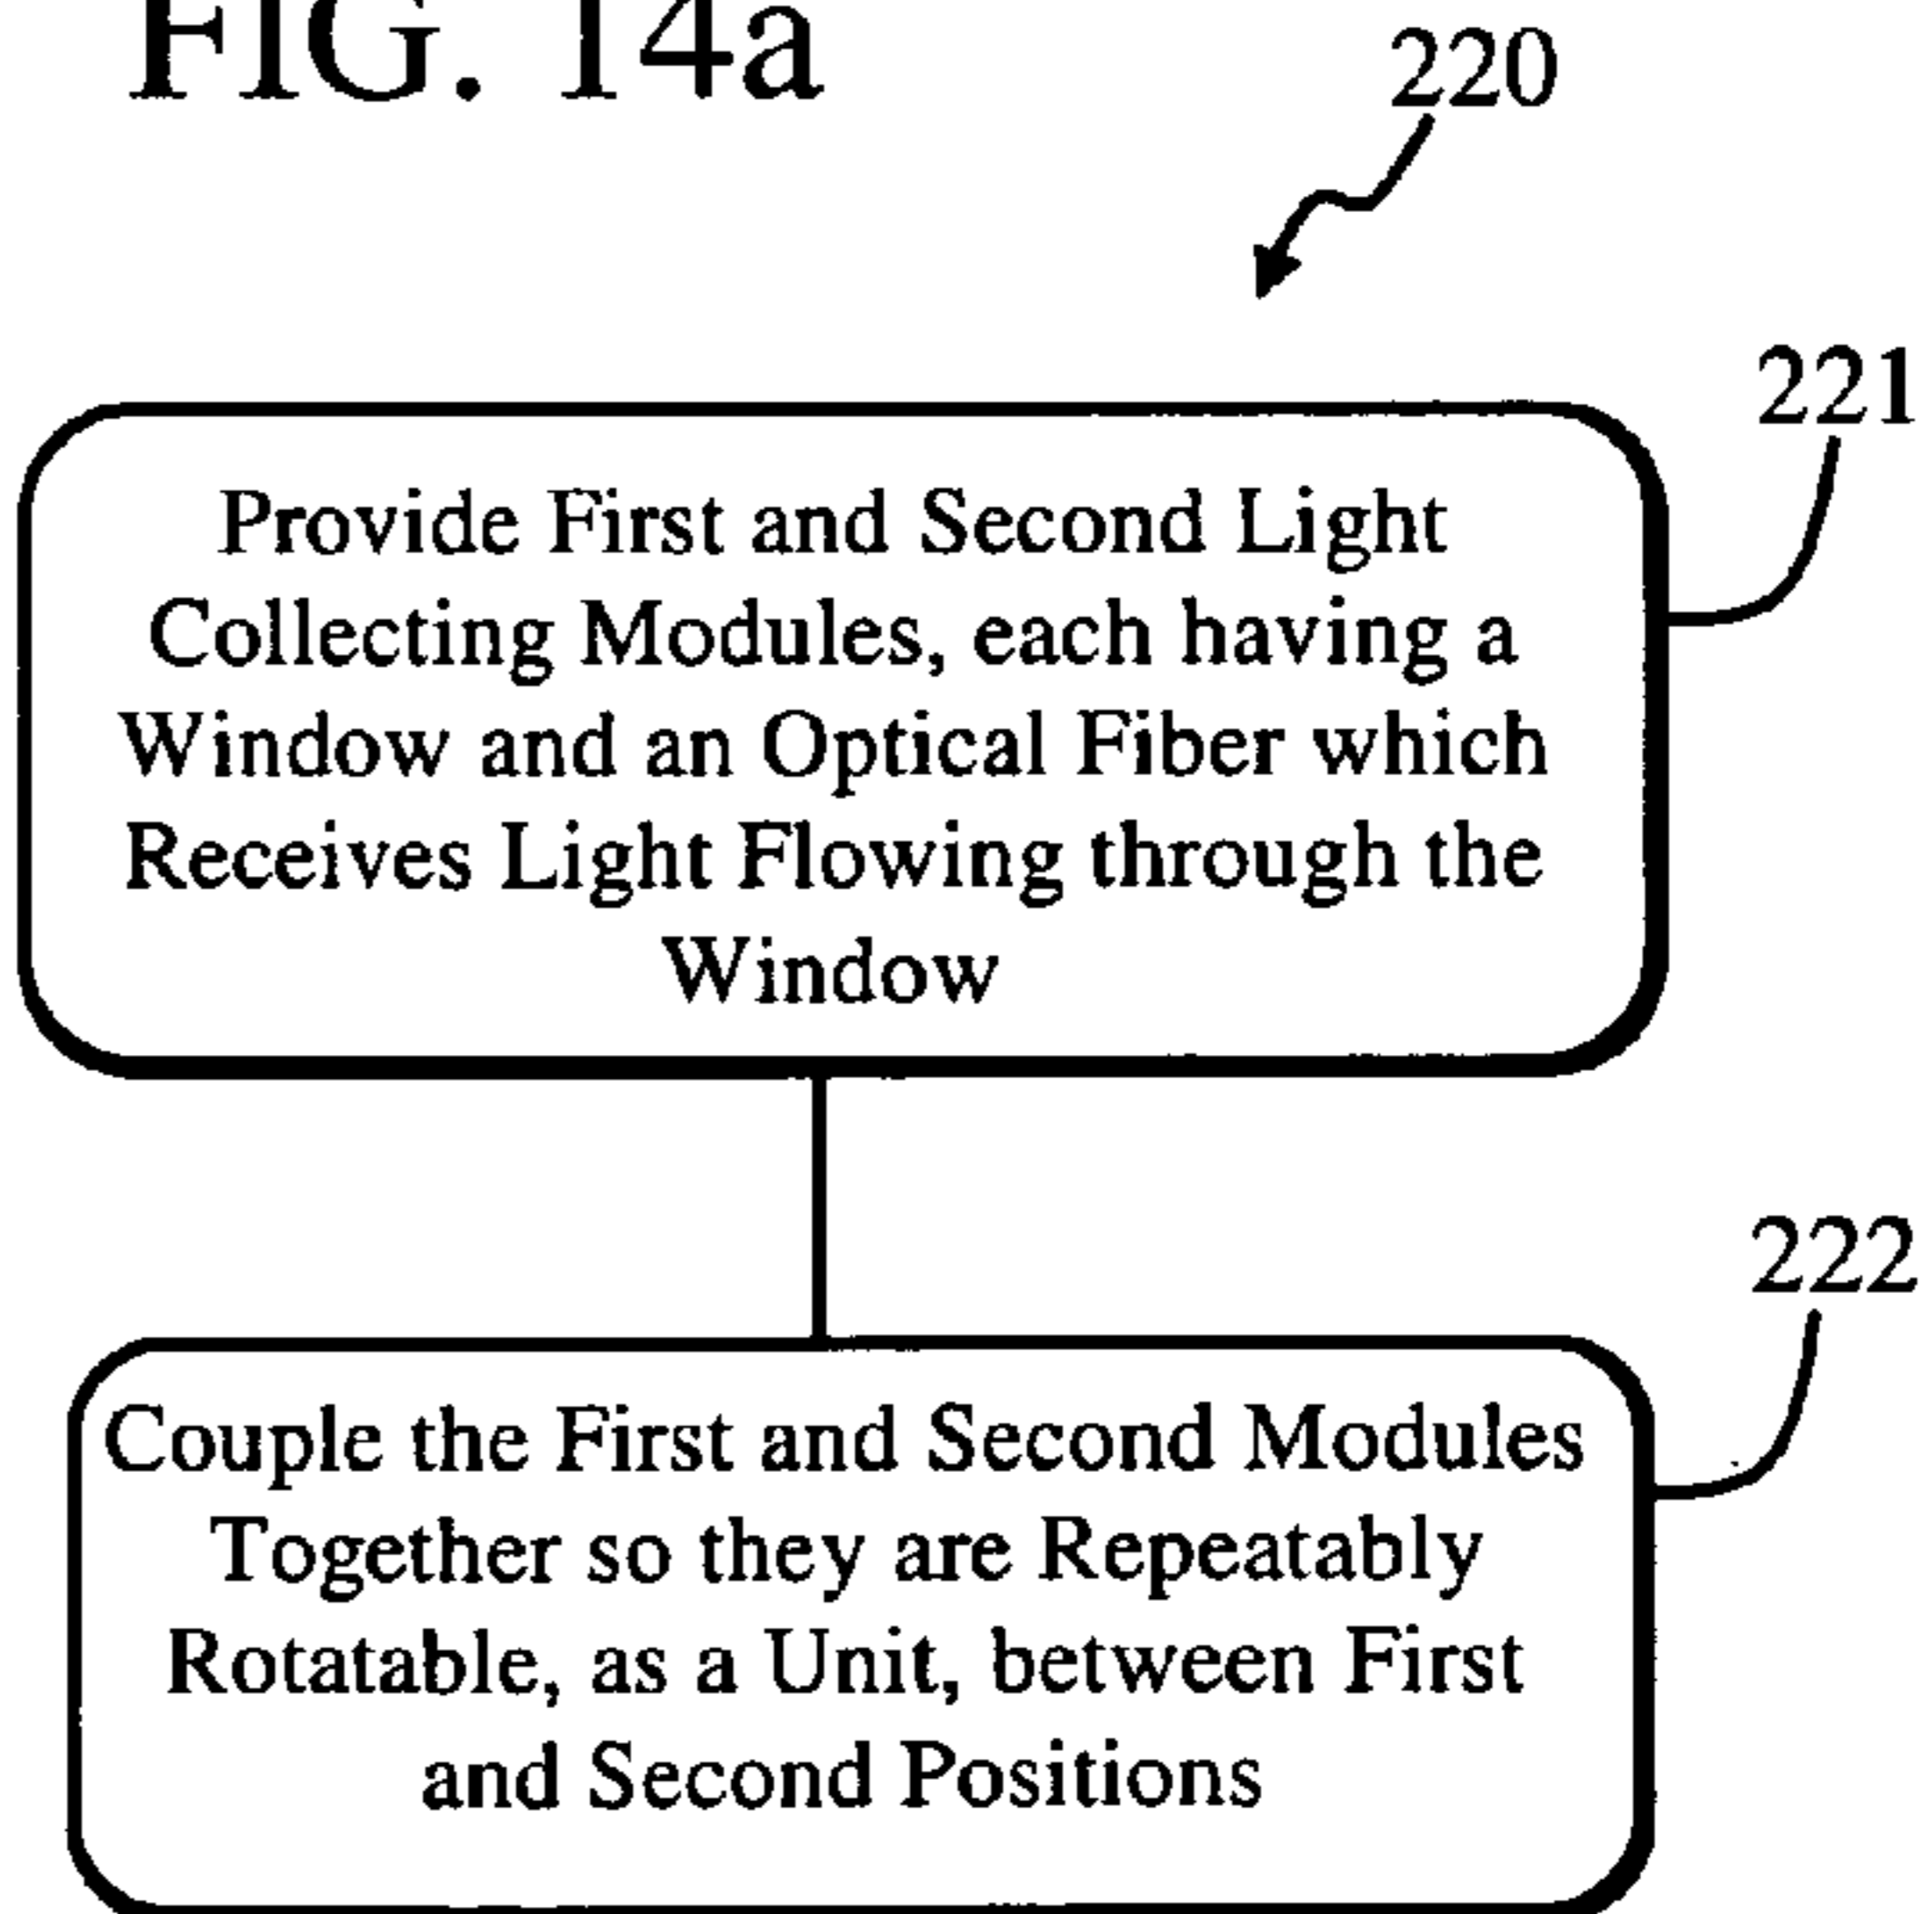 FIG. 14a
220
221
Provide First and Second Light
Collecting Modules, each having a
Window and an Optical Fiber which
Receives Light Flowing through the
Window
222
Couple the First and Second Modules
Together so they are Repeatably
Rotatable, as a Unit, between First
and Second Positions